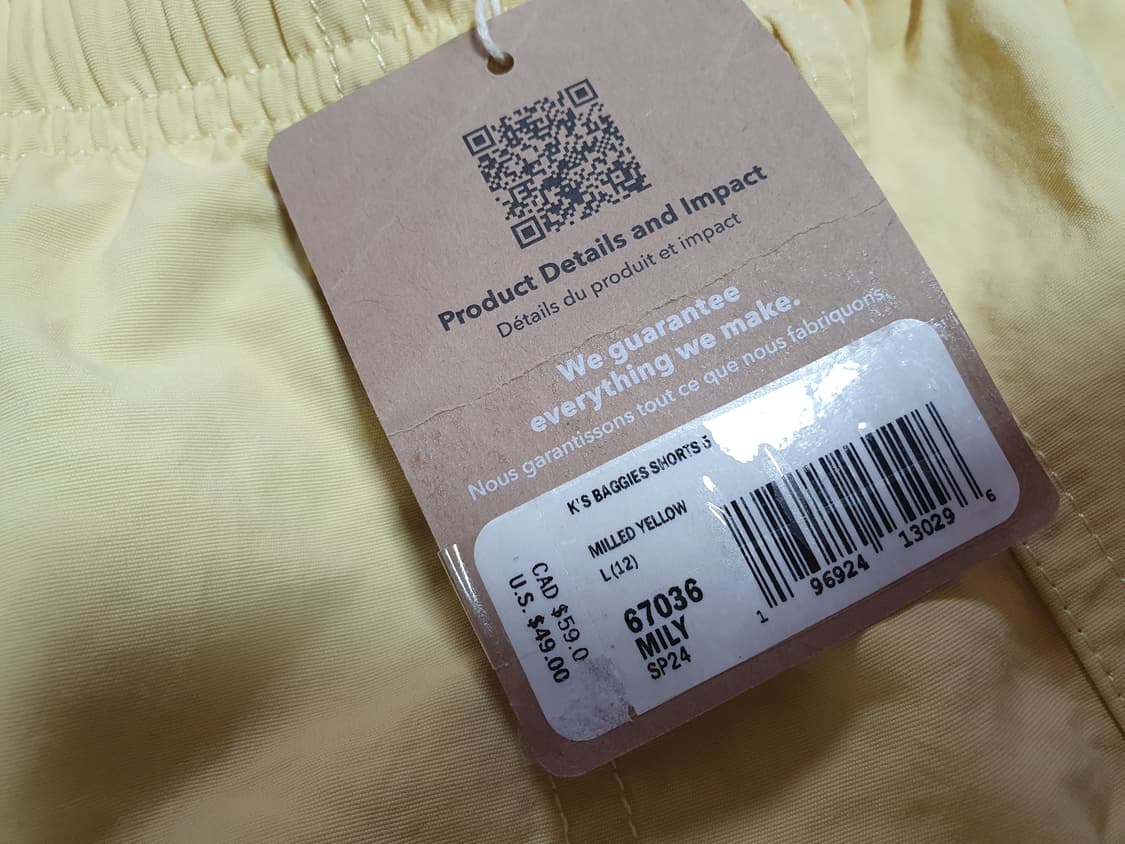 Product Details and Impact
Détails du produit et impact
We guarantee
everything we make.
Nous garantissons tout ce que nous fabriquons.
K'S BAGGIES SHORTS 5
MILLED YELLOW
L(12)
67036
MILY
SP24
CAD $59.0
U.S. $49.00
1 96924 13029 6